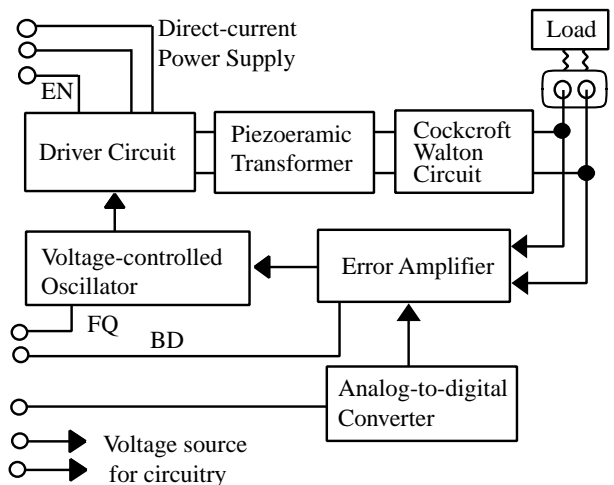 Direct-current
Power Supply
Load
EN
Driver Circuit
Piezoeramic
Transformer
Cockcroft
Walton
Circuit
Voltage-controlled
Oscillator
Error Amplifier
FQ
BD
Analog-to-digital
Converter
Voltage source
for circuitry